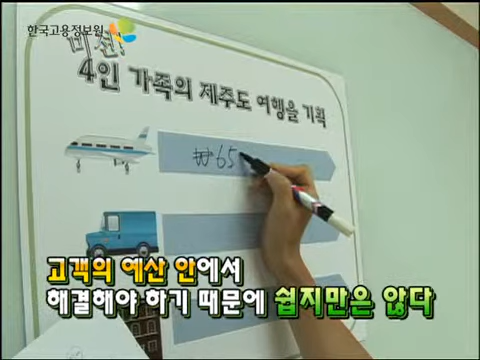 한국고용정보원
미션!
4인 가족의 제주도 여행을 기획
₩65
고객의 예산 안에서
해결해야 하기 때문에 쉽지만은 않다